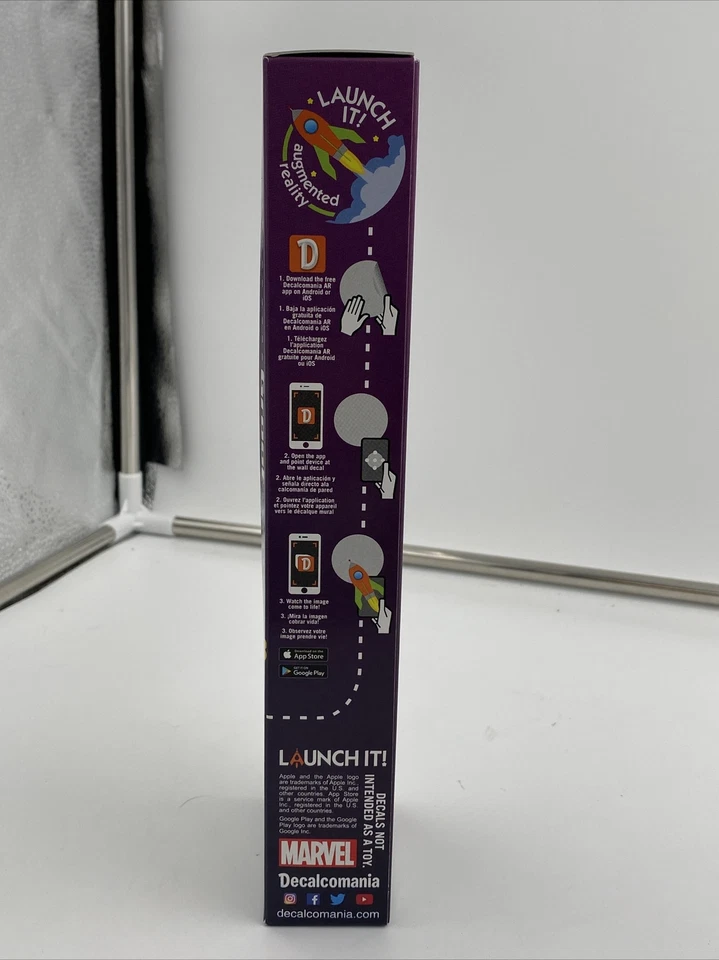 LAUNCH
IT!
augmented
reality
D
1. Download the free
Decalcomania AR
app on Android or
iOS
1. Baja la aplicación
gratuita de
Decalcomania AR
en Android o iOS
1. Téléchargez
l'application
Decalcomania AR
gratuite pour Android
ou iOS
D
2. Open the app
and point device at
the wall decal
2. Abre le aplicación y
señala directo ala
calcomanía de pared
2. Ouvrez l'application
et pointez votre appareil
vers le décalque mural
D
3. Watch the image
come to life!
3. ¡Mira la imagen
cobrar vida!
3. Observez votre
image prendre vie!
Download on the
App Store
GET IT ON
Google Play
LAUNCH IT!
Apple and the Apple logo
are trademarks of Apple Inc.,
registered in the U.S. and
other countries. App Store
is a service mark of Apple
Inc., registered in the U.S.
and other countries.
Google Play and the Google
Play logo are trademarks of
Google Inc.
DECALS NOT
INTENDED AS A TOY.
MARVEL
Decalcomania
decalcomania.com